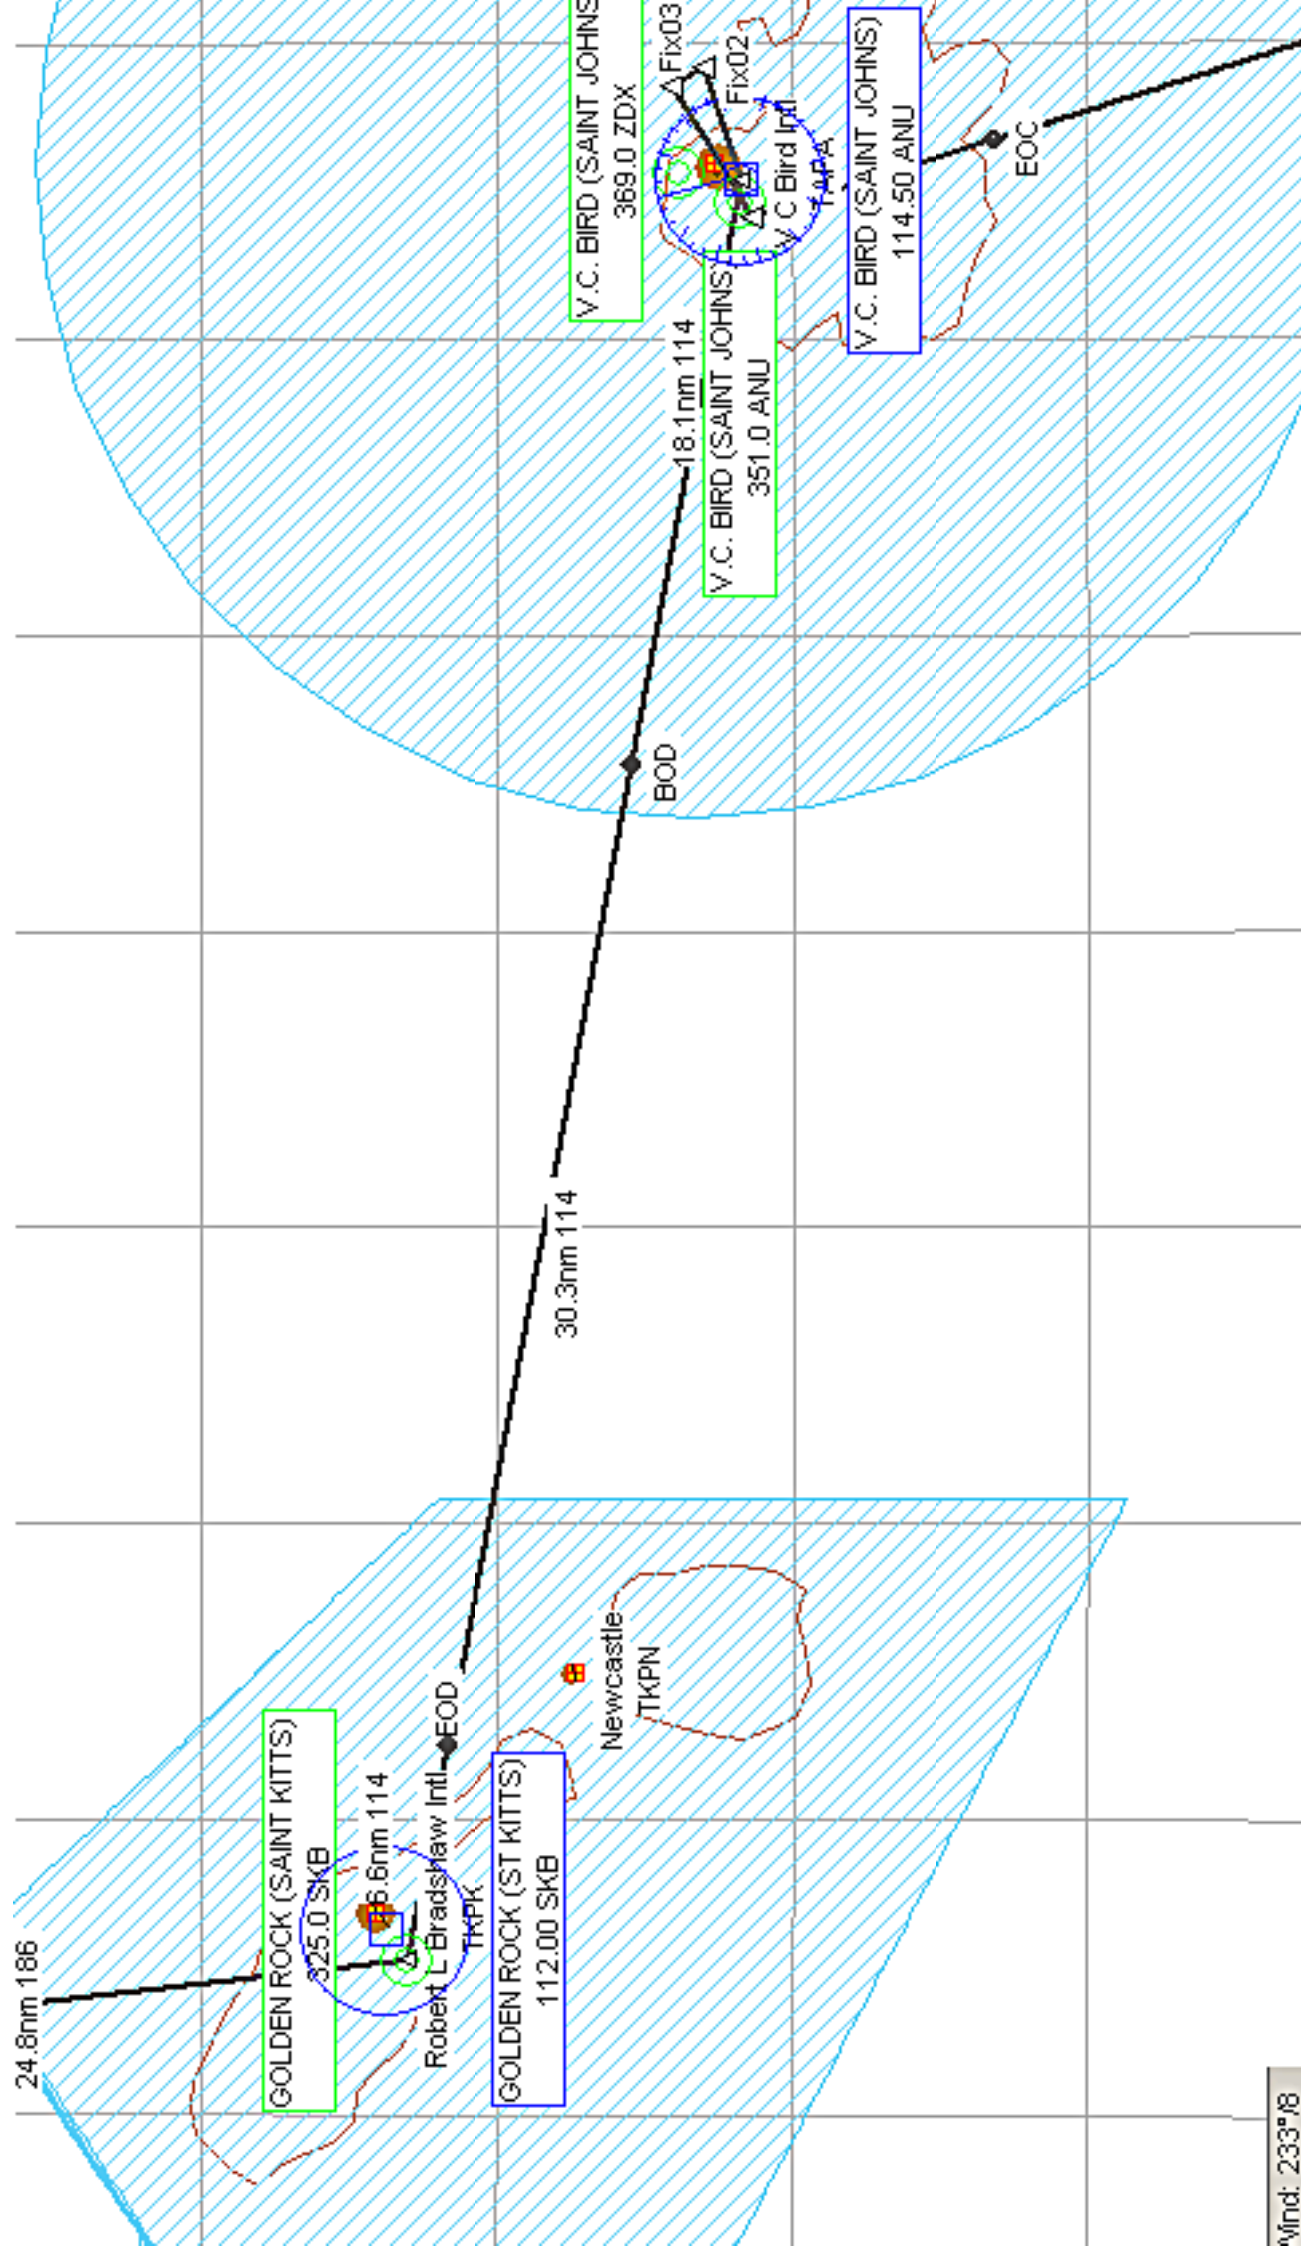 24.8nm 186
GOLDEN ROCK (SAINT KITTS)
325.0 SKB
6.6nm 114
Robert L Bradshaw Intl
TKPK
GOLDEN ROCK (ST KITTS)
112.00 SKB
EOD
Newcastle
TKPN
30.3nm 114
BOD
18.1nm 114
V.C. BIRD (SAINT JOHNS
369.0 ZDX
V.C. BIRD (SAINT JOHNS
351.0 ANU
Fix03
Fix02
V C Bird Intl
TAPA
V.C. BIRD (SAINT JOHNS)
114.50 ANU
EOC
Wind: 233°/8